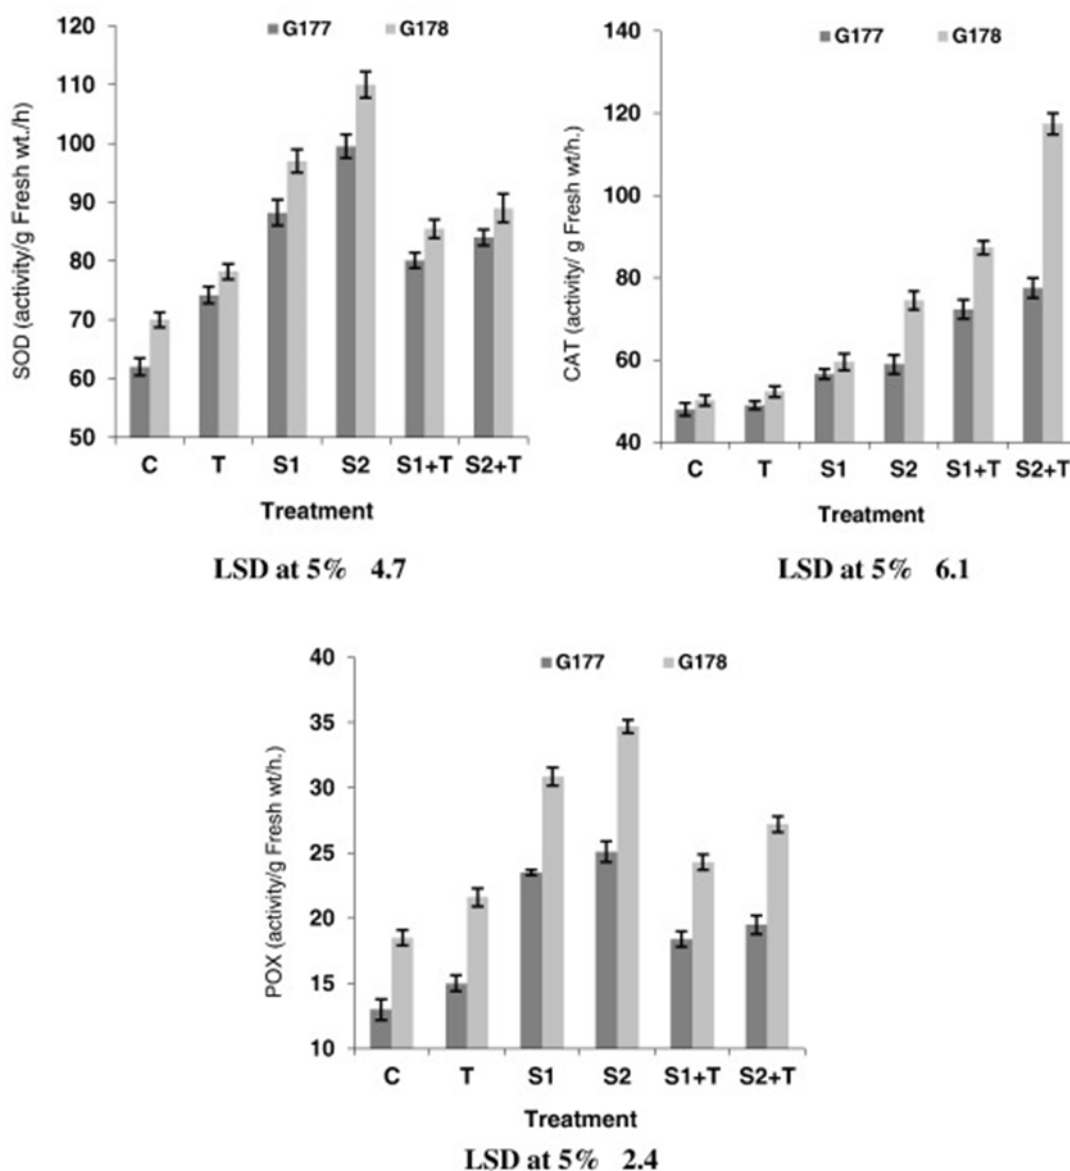 G177 G178
SOD (activity/g Fresh wt./h)
120
110
100
90
80
70
60
50
C T S1 S2 S1+T S2+T
Treatment
LSD at 5% 4.7
G177 G178
CAT (activity/ g Fresh wt/h.)
140
120
100
80
60
40
C T S1 S2 S1+T S2+T
Treatment
LSD at 5% 6.1
G177 G178
POX (activity/g Fresh wt/h.)
40
35
30
25
20
15
10
C T S1 S2 S1+T S2+T
Treatment
LSD at 5% 2.4